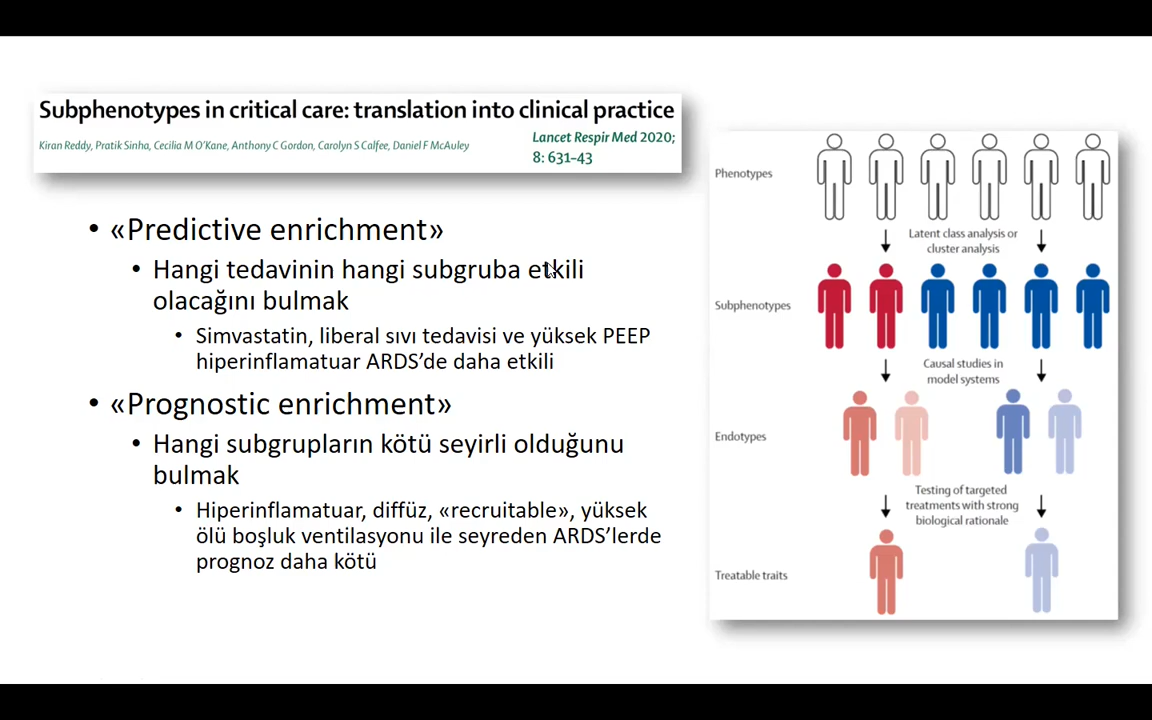 Subphenotypes in critical care: translation into clinical practice
Kiran Reddy, Pratik Sinha, Cecilia M O'Kane, Anthony C Gordon, Carolyn S Calfee, Daniel F McAuley
Lancet Respir Med 2020;
8: 631–43
• «Predictive enrichment»
• Hangi tedavinin hangi subgruba etkili
olacağını bulmak
• Simvastatin, liberal sıvı tedavisi ve yüksek PEEP
hiperinflamatuar ARDS'de daha etkili
• «Prognostic enrichment»
• Hangi subgrupların kötü seyirli olduğunu
bulmak
• Hiperinflamatuar, diffüz, «recruitable», yüksek
ölü boşluk ventilasyonu ile seyreden ARDS'lerde
prognoz daha kötü
Phenotypes
Latent class analysis or
cluster analysis
Subphenotypes
Causal studies in
model systems
Endotypes
Testing of targeted
treatments with strong
biological rationale
Treatable traits